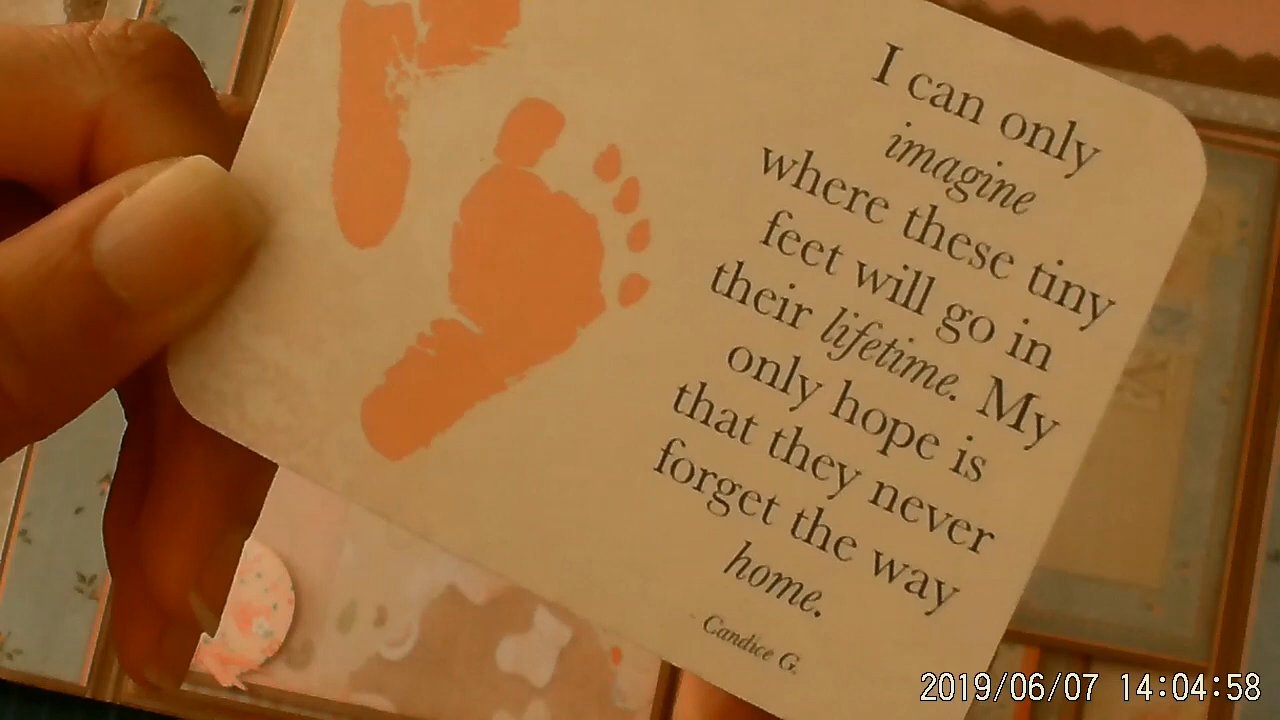 I can only
imagine
where these tiny
feet will go in
their lifetime. My
only hope is
that they never
forget the way
home.
- Candice G.
2019/06/07 14:04:58